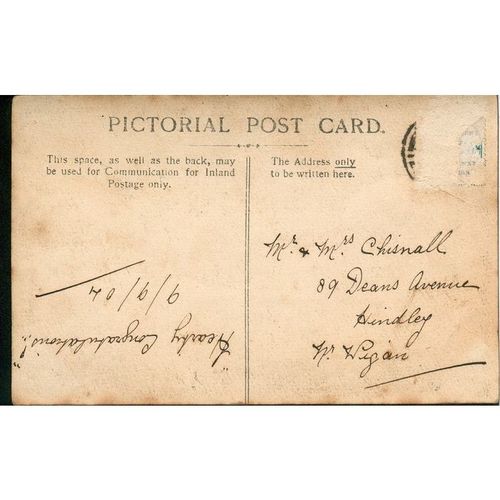 PICTORIAL POST CARD.
This space, as well as the back, may
be used for Communication for Inland
Postage only.
The Address only
to be written here.
Mr. & Mrs Chisnall
89 Deans Avenue
Hindley
Nr. Wigan
"Hearty Congratulations!"
9/9/04